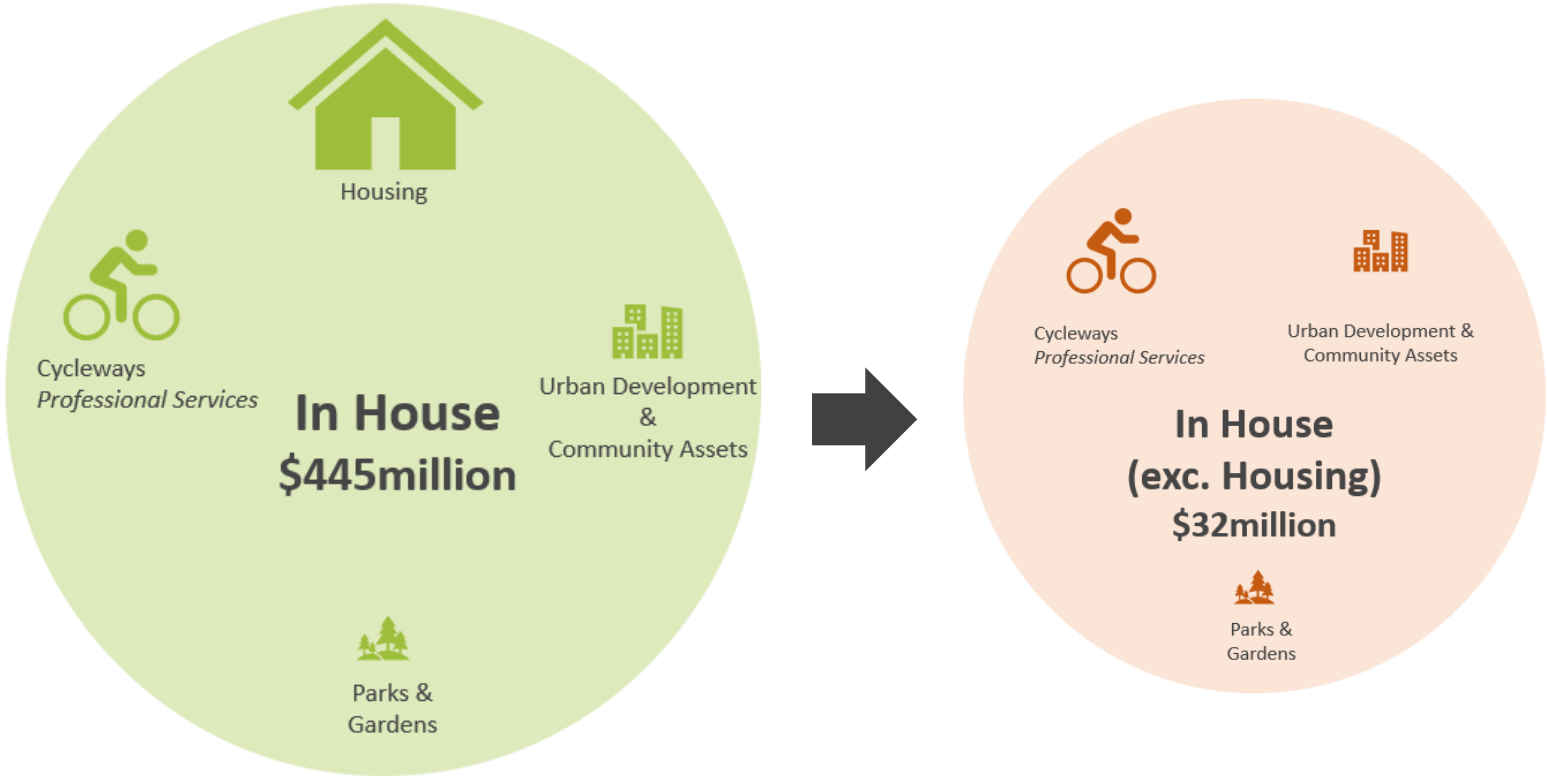 Housing
Cycleways
Professional Services
In House
$445million
Urban Development
&
Community Assets
Parks &
Gardens
Cycleways
Professional Services
Urban Development &
Community Assets
In House
(exc. Housing)
$32million
Parks &
Gardens